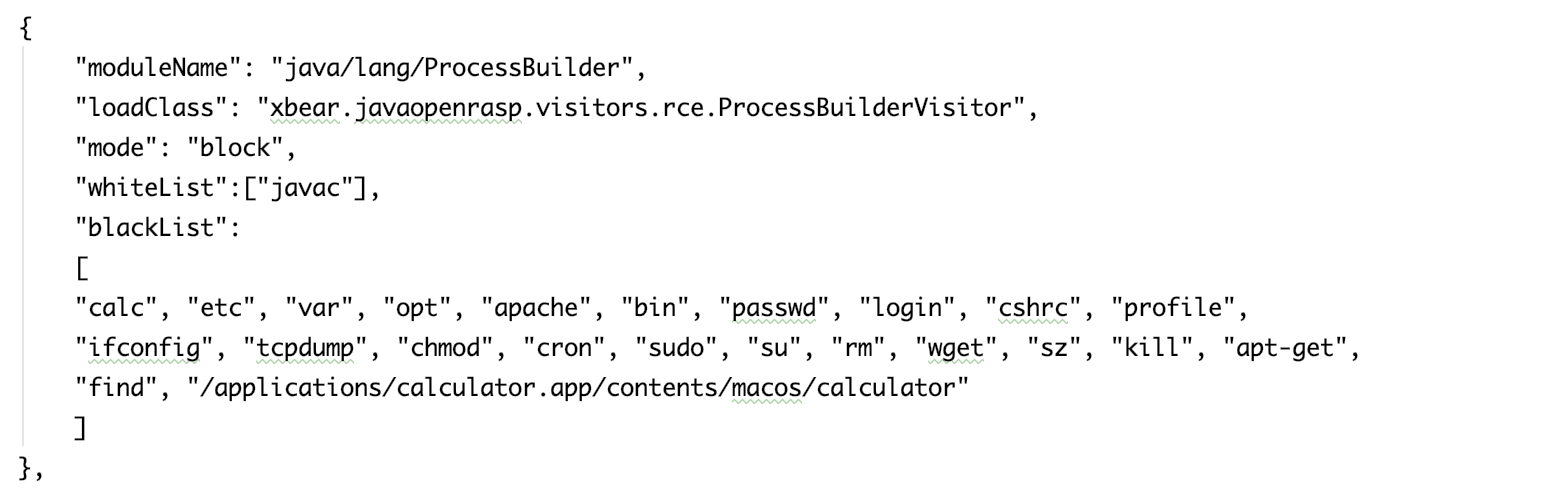 {
"moduleName": "java/lang/ProcessBuilder",
"loadClass": "xbear.javaopenrasp.visitors.rce.ProcessBuilderVisitor",
"mode": "block",
"whiteList":["javac"],
"blackList":
[
"calc", "etc", "var", "opt", "apache", "bin", "passwd", "login", "cshrc", "profile",
"ifconfig", "tcpdump", "chmod", "cron", "sudo", "su", "rm", "wget", "sz", "kill", "apt-get",
"find", "/applications/calculator.app/contents/macos/calculator"
]
},